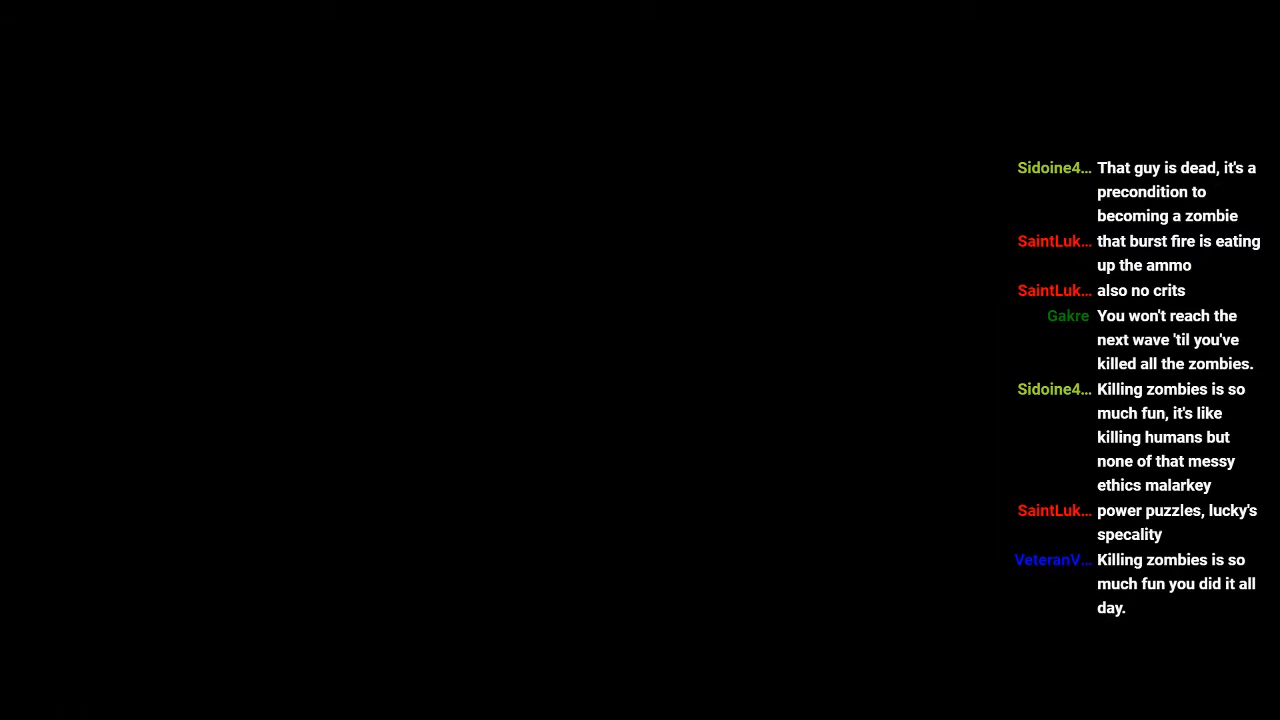 Sidoine4... That guy is dead, it's a
precondition to
becoming a zombie
SaintLuk... that burst fire is eating
up the ammo
SaintLuk... also no crits
Gakre You won't reach the
next wave 'til you've
killed all the zombies.
Sidoine4... Killing zombies is so
much fun, it's like
killing humans but
none of that messy
ethics malarkey
SaintLuk... power puzzles, lucky's
specality
VeteranV... Killing zombies is so
much fun you did it all
day.